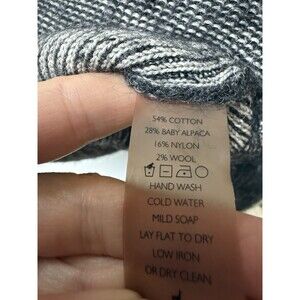 54% COTTON
28% BABY ALPACA
16% NYLON
2% WOOL
HAND WASH
COLD WATER
MILD SOAP
LAY FLAT TO DRY
LOW IRON
OR DRY CLEAN